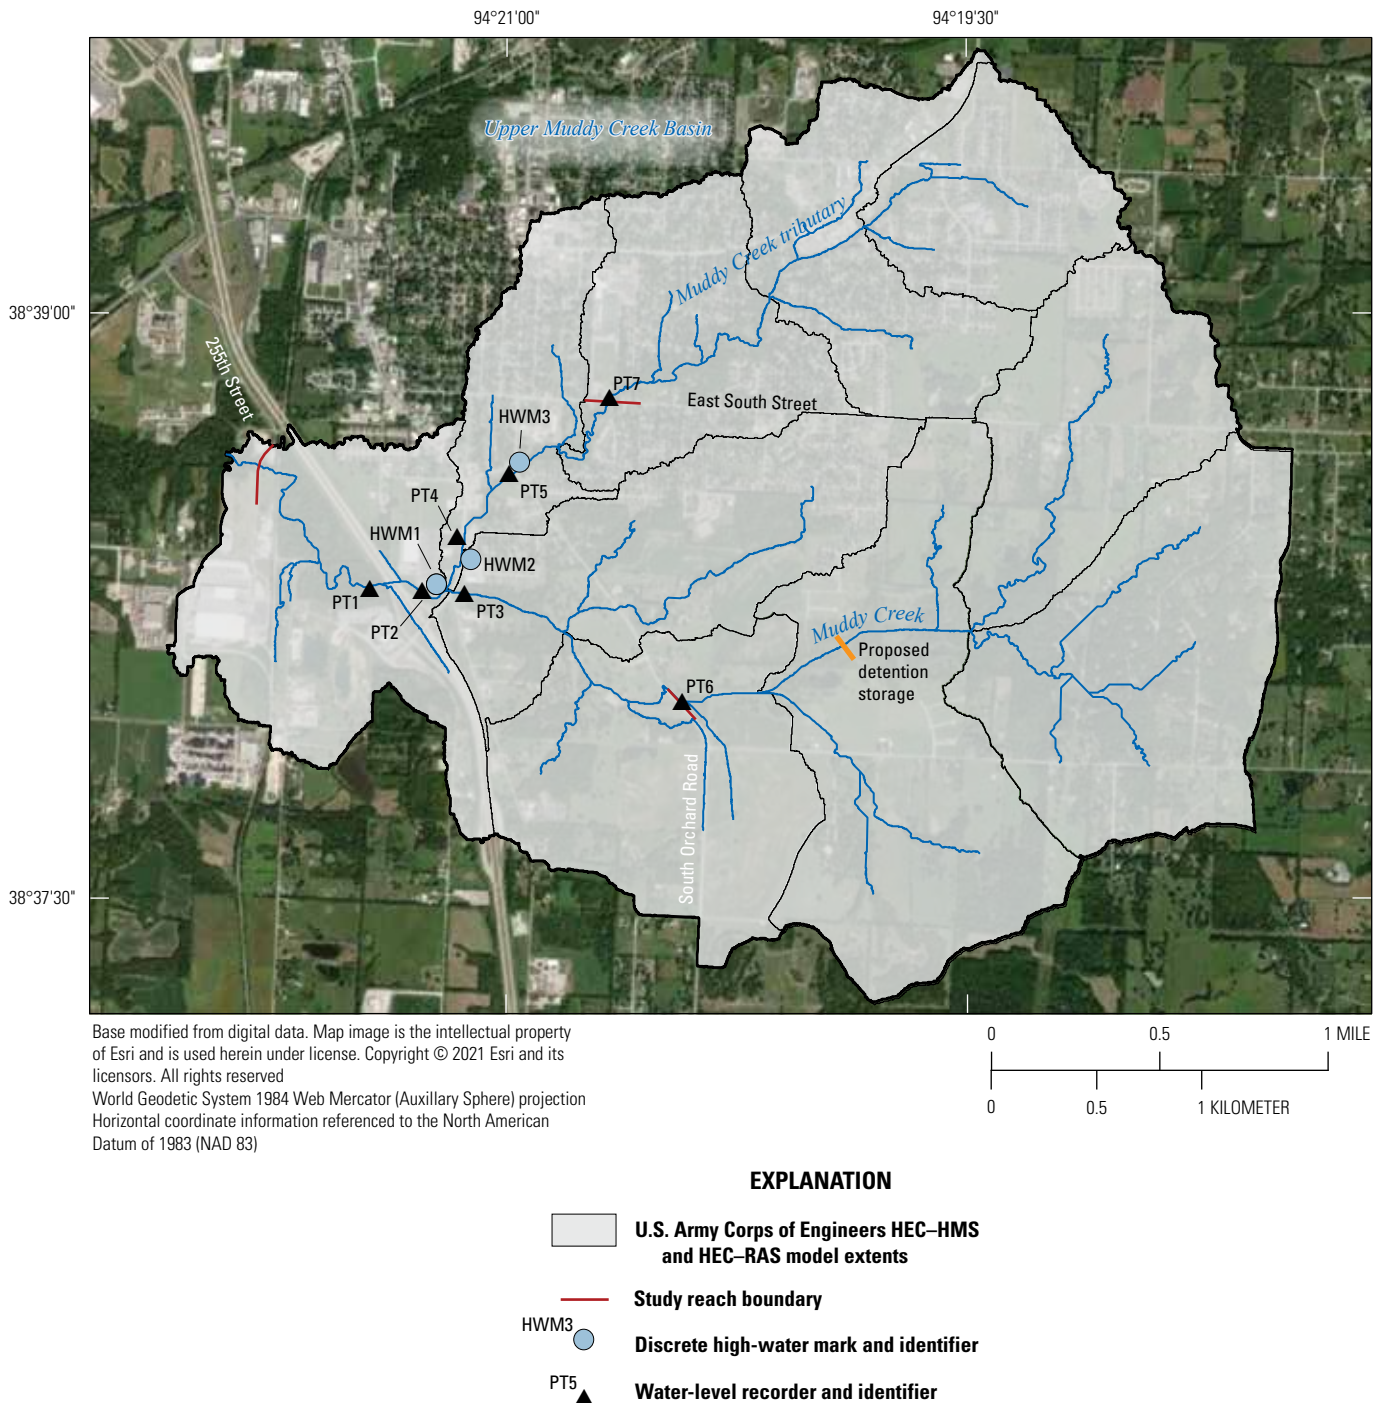 94°21'00"
94°19'30"
Upper Muddy Creek Basin
Muddy Creek tributary
38°39'00"
255th Street
PT7
East South Street
HWM3
PT5
PT4
HWM1
HWM2
PT1
PT3
PT2
Muddy Creek
Proposed
detention
storage
PT6
South Orchard Road
38°37'30"
Base modified from digital data. Map image is the intellectual property
of Esri and is used herein under license. Copyright © 2021 Esri and its
licensors. All rights reserved
World Geodetic System 1984 Web Mercator (Auxillary Sphere) projection
Horizontal coordinate information referenced to the North American
Datum of 1983 (NAD 83)
0 0.5 1 MILE
0 0.5 1 KILOMETER
EXPLANATION
U.S. Army Corps of Engineers HEC–HMS
and HEC–RAS model extents
Study reach boundary
HWM3
Discrete high-water mark and identifier
PT5
Water-level recorder and identifier